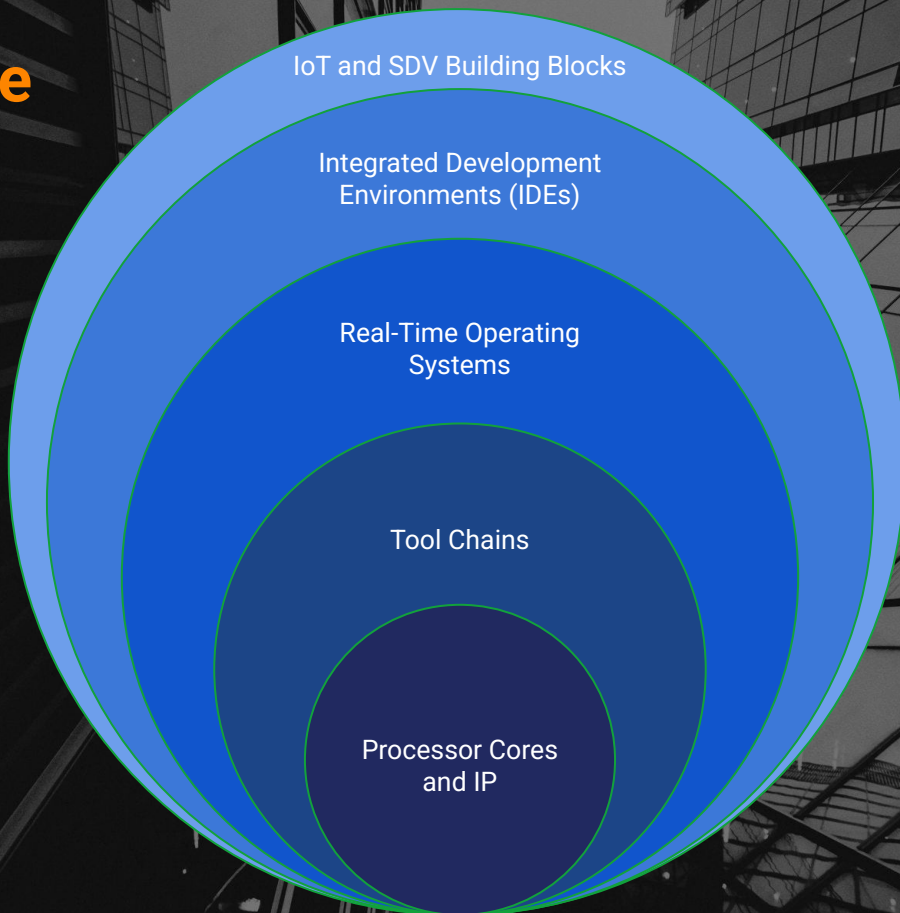 e
IoT and SDV Building Blocks
Integrated Development
Environments (IDEs)
Real-Time Operating
Systems
Tool Chains
Processor Cores
and IP